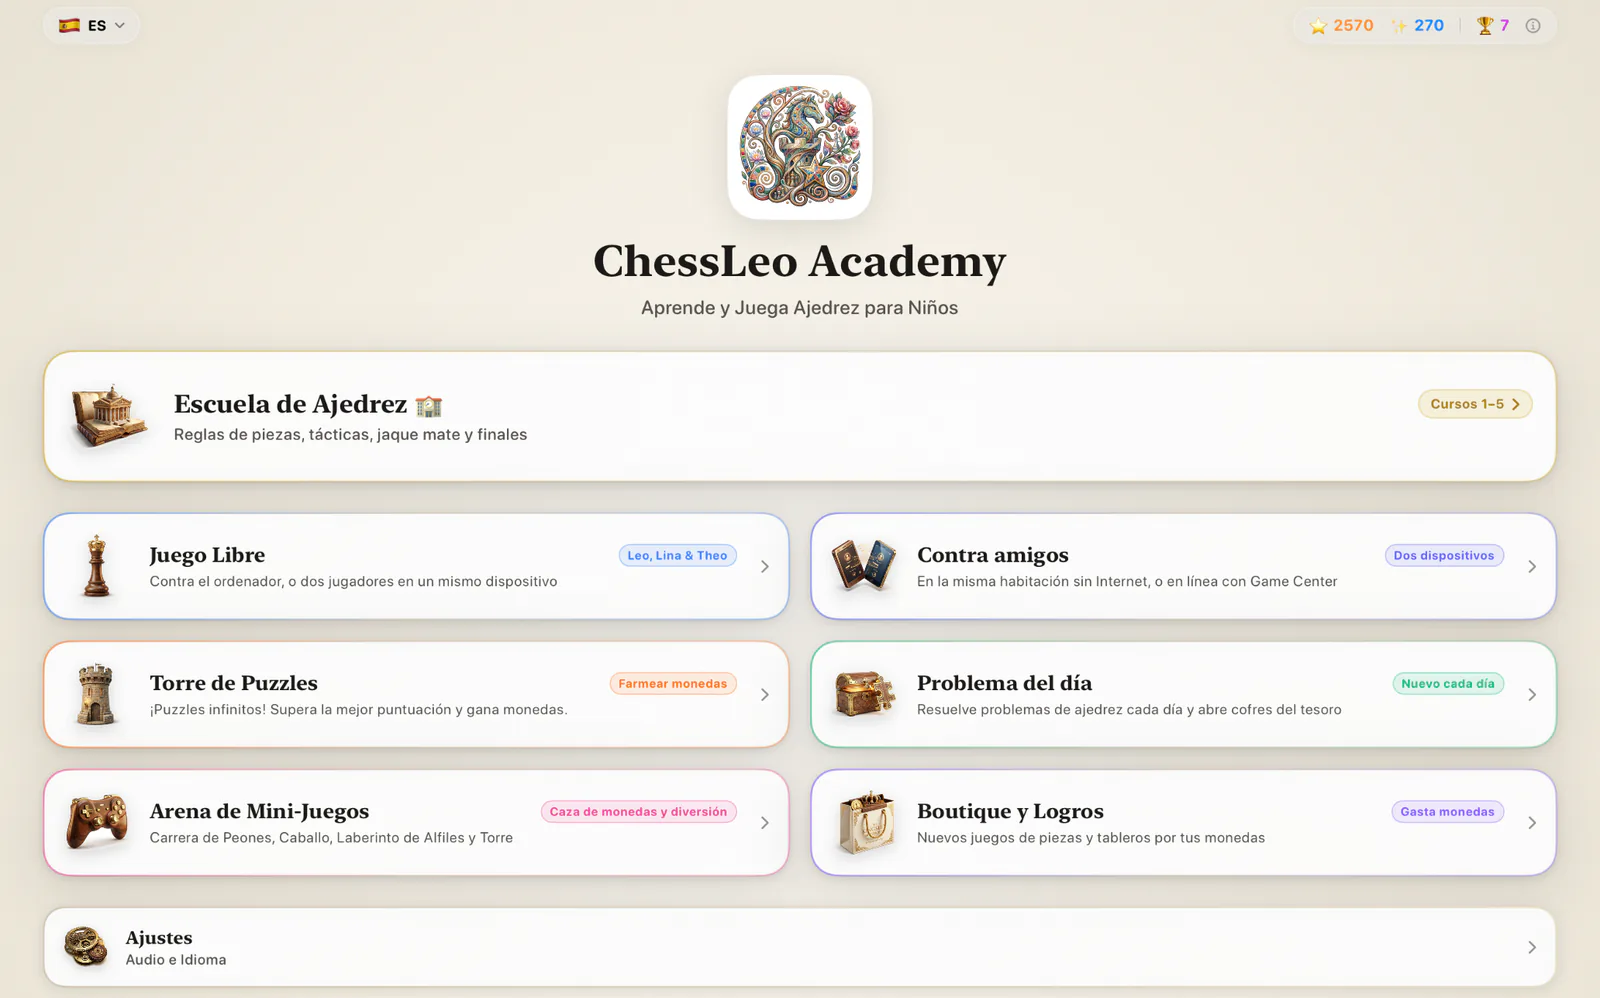 ES
2570 270 7
ChessLeo Academy
Aprende y Juega Ajedrez para Niños
Escuela de Ajedrez
Reglas de piezas, tácticas, jaque mate y finales
Cursos 1–5
Juego Libre
Leo, Lina & Theo
Contra el ordenador, o dos jugadores en un mismo dispositivo
Contra amigos
Dos dispositivos
En la misma habitación sin Internet, o en línea con Game Center
Torre de Puzzles
Farmear monedas
¡Puzzles infinitos! Supera la mejor puntuación y gana monedas.
Problema del día
Nuevo cada día
Resuelve problemas de ajedrez cada día y abre cofres del tesoro
Arena de Mini-Juegos
Caza de monedas y diversión
Carrera de Peones, Caballo, Laberinto de Alfiles y Torre
Boutique y Logros
Gasta monedas
Nuevos juegos de piezas y tableros por tus monedas
Ajustes
Audio e Idioma